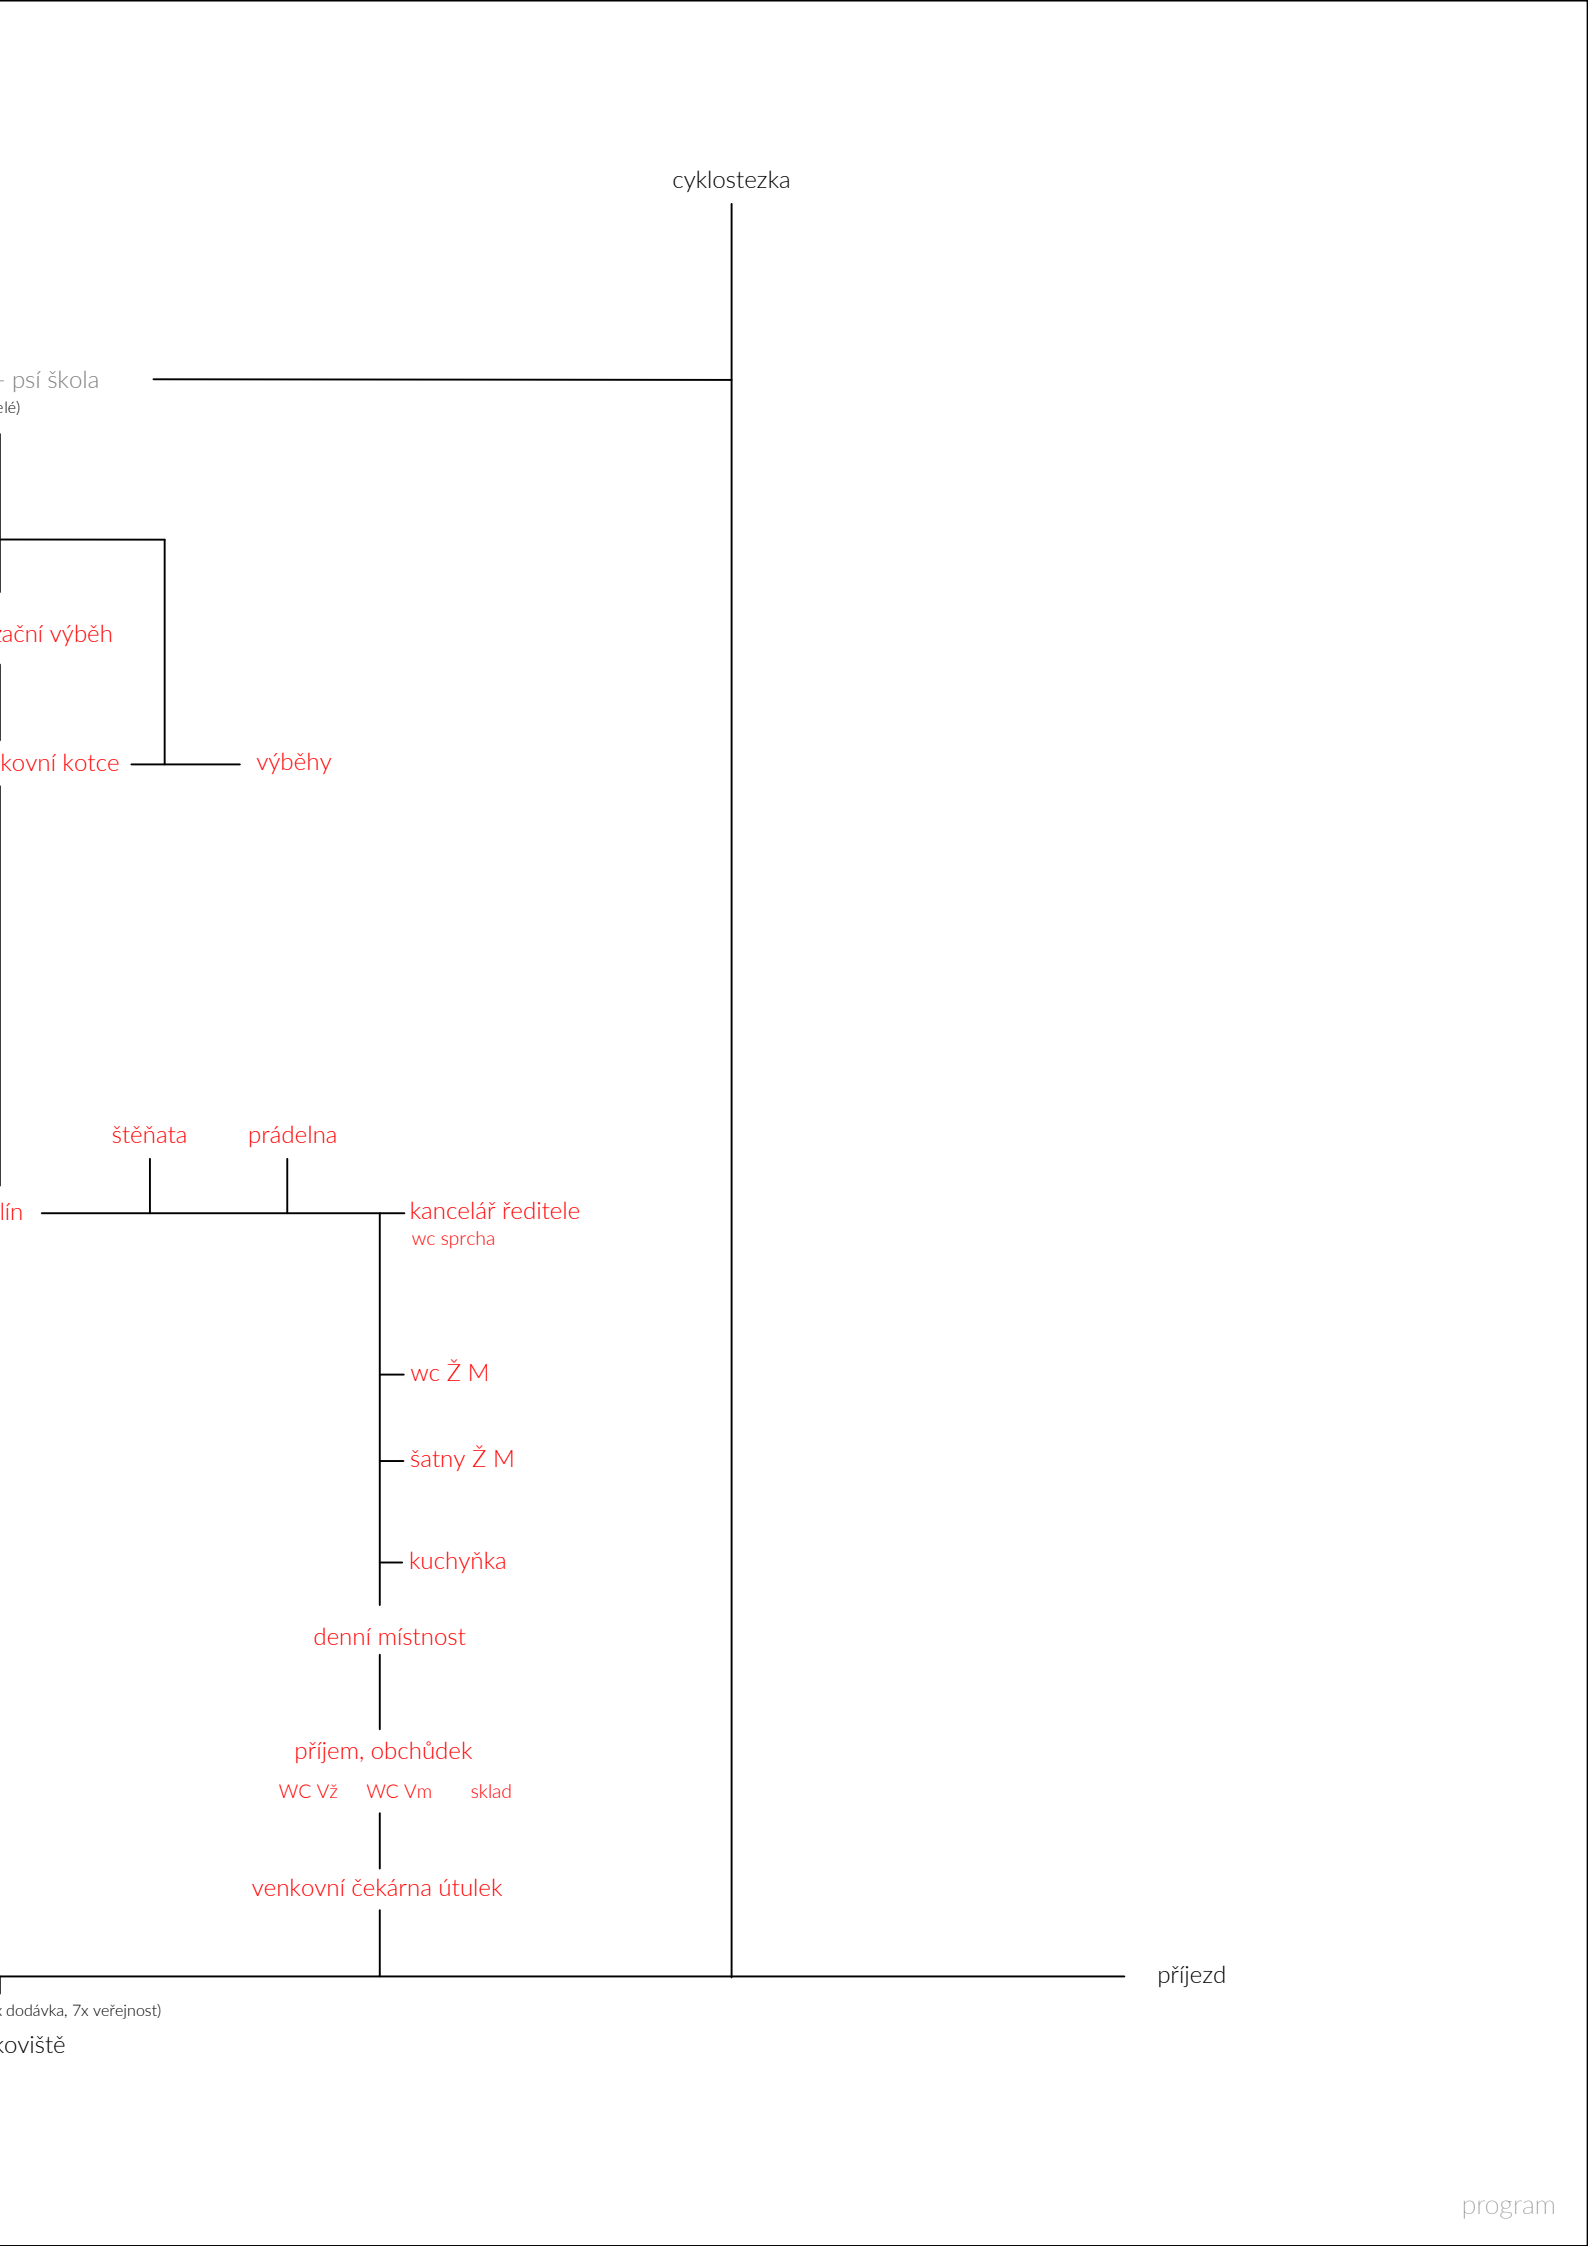 cyklostezka
- psí škola
elé)
zační výběh
kovní kotce výběhy
štěňata prádelna
lín kancelář ředitele
wc sprcha
wc Ž M
šatny Ž M
kuchyňka
denní místnost
příjem, obchůdek
WC Vž WC Vm sklad
venkovní čekárna útulek
příjezd
x dodávka, 7x veřejnost)
koviště
program